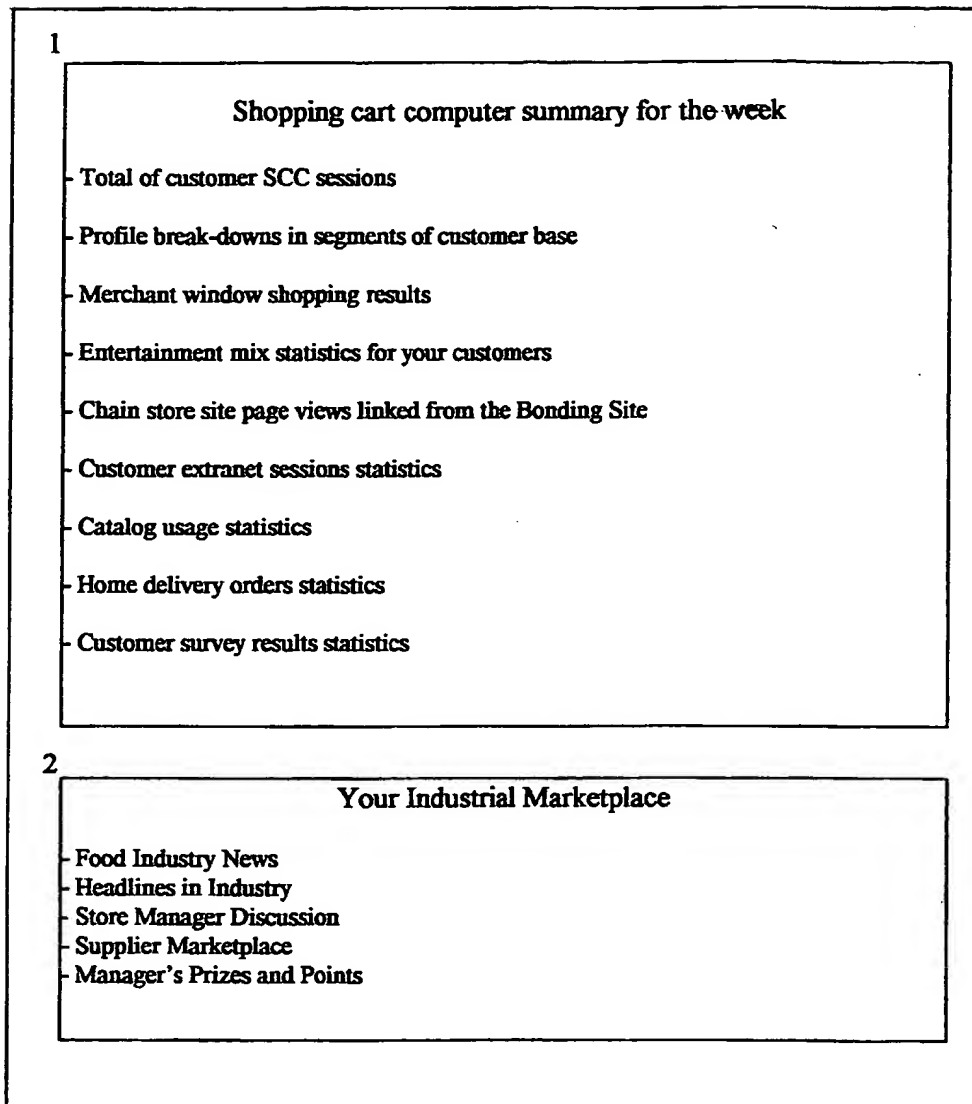 1
Shopping cart computer summary for the week
- Total of customer SCC sessions
- Profile break-downs in segments of customer base
- Merchant window shopping results
- Entertainment mix statistics for your customers
- Chain store site page views linked from the Bonding Site
- Customer extranet sessions statistics
- Catalog usage statistics
- Home delivery orders statistics
- Customer survey results statistics
2
Your Industrial Marketplace
- Food Industry News
- Headlines in Industry
- Store Manager Discussion
- Supplier Marketplace
- Manager's Prizes and Points